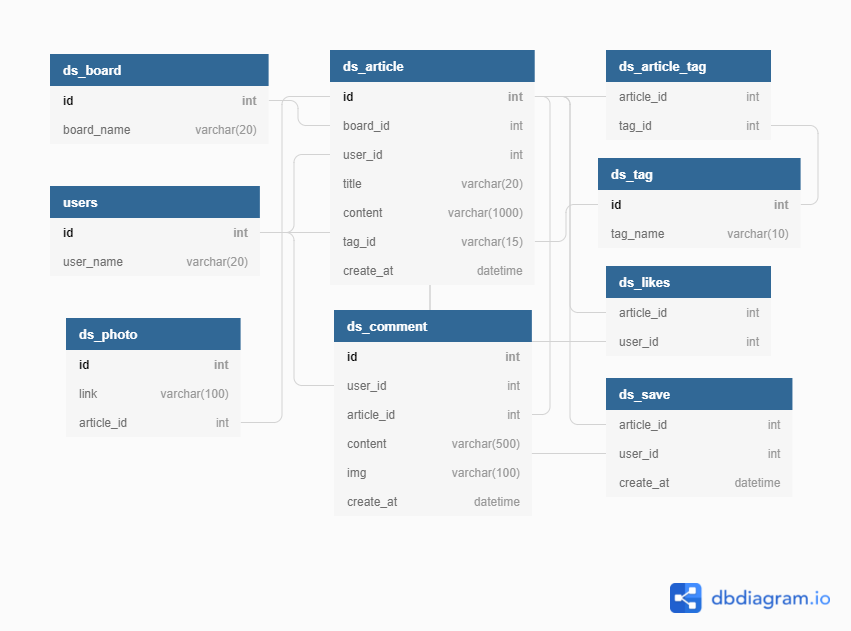 ds_board
id int
board_name varchar(20)
users
id int
user_name varchar(20)
ds_photo
id int
link varchar(100)
article_id int
ds_article
id int
board_id int
user_id int
title varchar(20)
content varchar(1000)
tag_id varchar(15)
create_at datetime
ds_comment
id int
user_id int
article_id int
content varchar(500)
img varchar(100)
create_at datetime
ds_article_tag
article_id int
tag_id int
ds_tag
id int
tag_name varchar(10)
ds_likes
article_id int
user_id int
ds_save
article_id int
user_id int
create_at datetime
dbdiagram.io